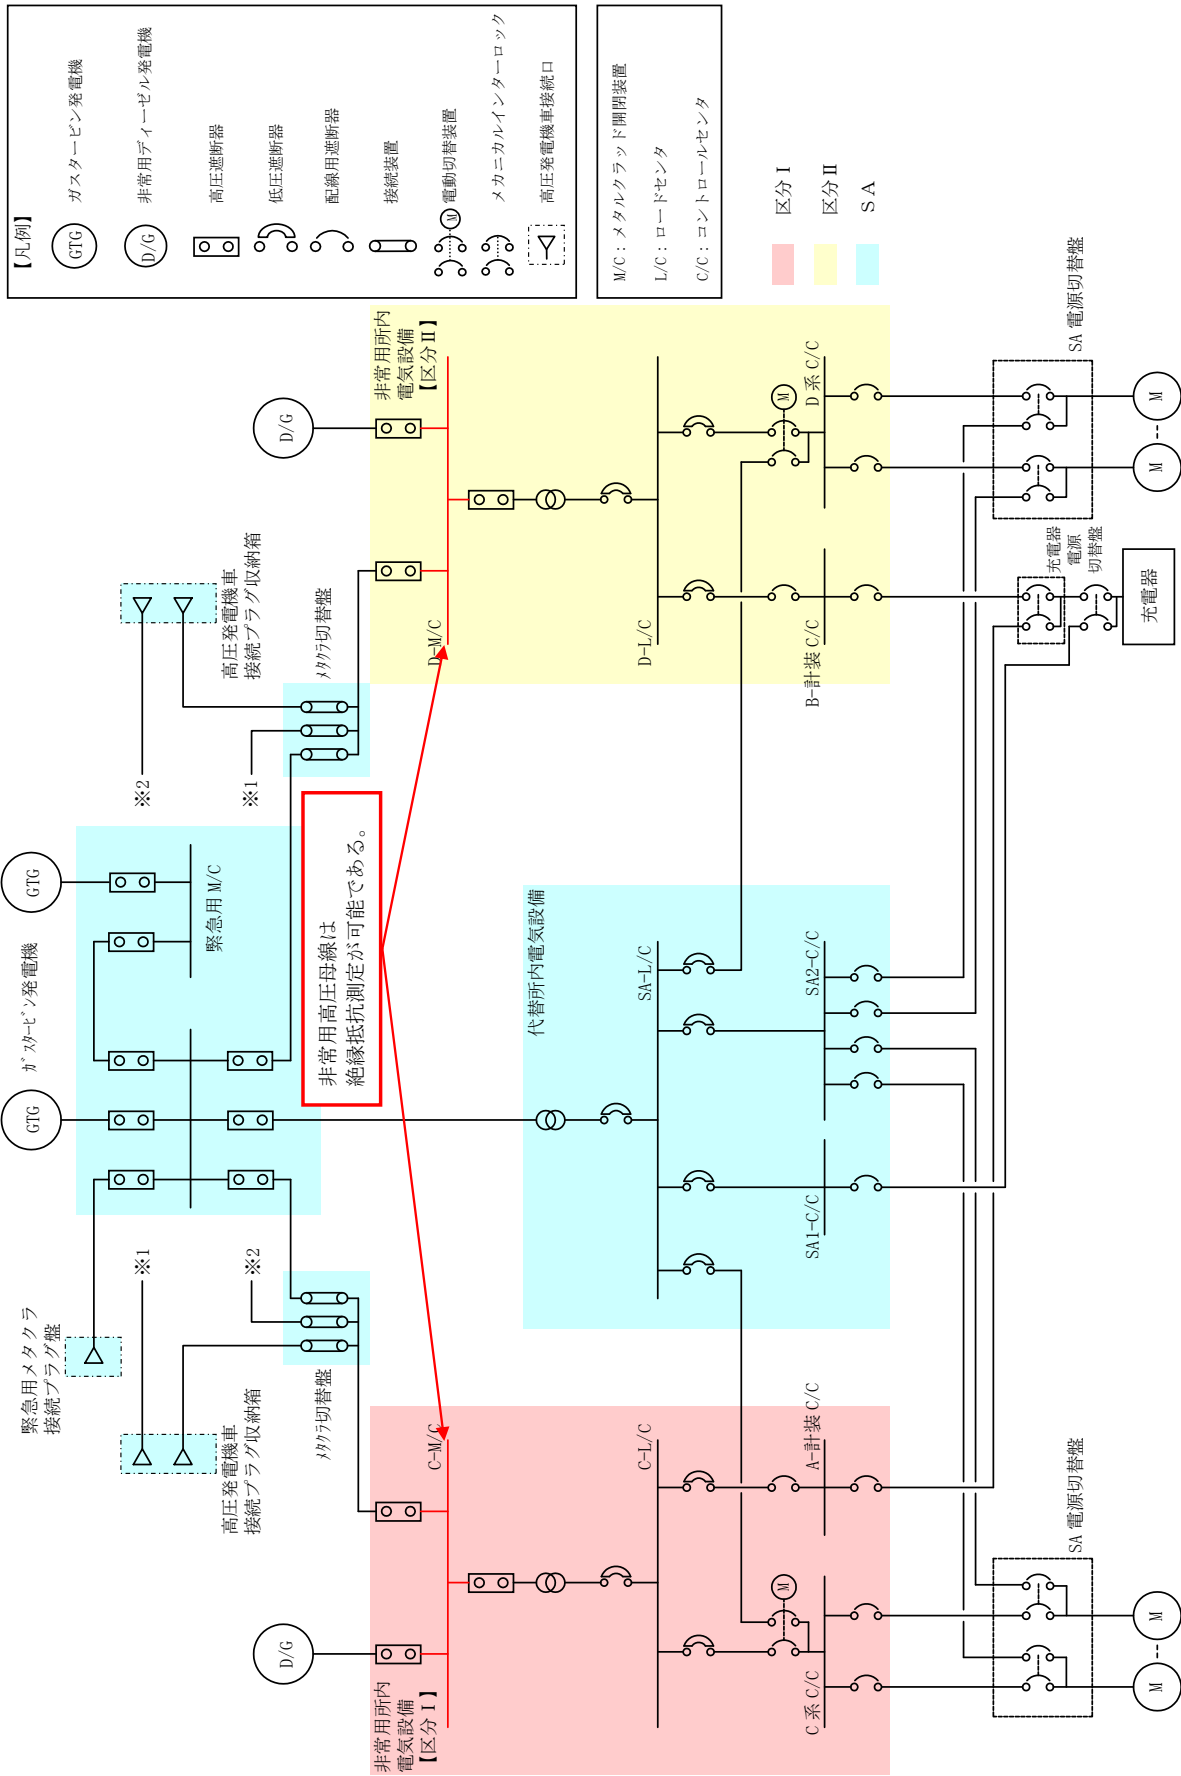 【凡例】
GTG
ガスタービン発電機
D/G
非常用ディーゼル発電機
高圧遮断器
低圧遮断器
配線用遮断器
接続装置
M
電動切替装置
メカニカルインターロック
高圧発電機車接続口
M/C：メタルクラッド開閉装置
L/C：ロードセンタ
C/C：コントロールセンタ
区分Ⅰ
区分Ⅱ
ＳＡ
緊急用メタクラ
接続プラグ盤
GTG
ｶﾞｽﾀｰﾋﾞﾝ発電機
GTG
緊急用 M/C
高圧発電機車
接続プラグ収納箱
※1
※2
ﾒﾀｸﾗ切替盤
高圧発電機車
接続プラグ収納箱
※2
※1
ﾒﾀｸﾗ切替盤
非常用高圧母線は
絶縁抵抗測定が可能である。
D/G
非常用所内
電気設備
【区分Ⅰ】
C-M/C
C-L/C
M
C 系 C/C
A-計装 C/C
代替所内電気設備
SA-L/C
SA1-C/C
SA2-C/C
D/G
非常用所内
電気設備
【区分Ⅱ】
D-M/C
D-L/C
M
B-計装 C/C
D 系 C/C
SA 電源切替盤
M
M
充電器
電源
切替盤
充電器
SA 電源切替盤
M
M